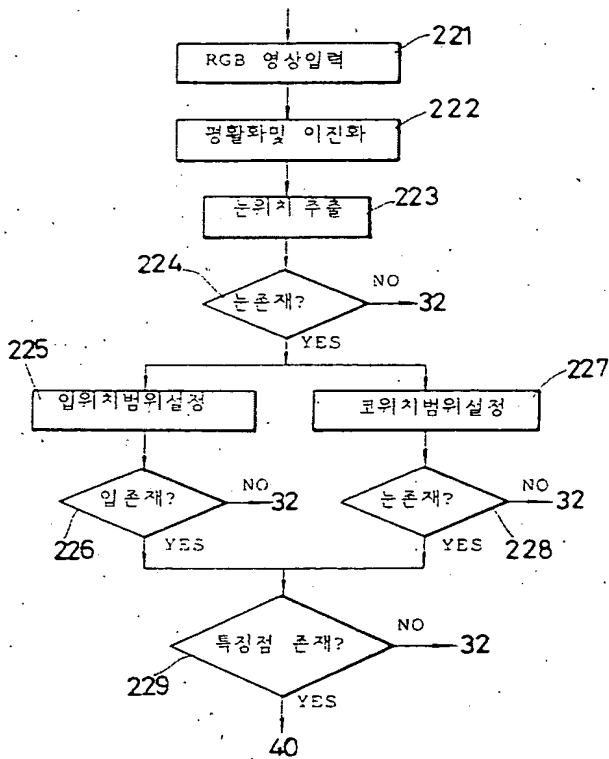 221
RGB 영상입력
222
평활화및 이진화
223
눈위치 추출
224
눈존재?
NO
32
YES
225
입위치범위설정
227
코위치범위설정
입존재?
NO
32
226
YES
눈존재?
NO
32
228
YES
특징점 존재?
NO
32
229
YES
40